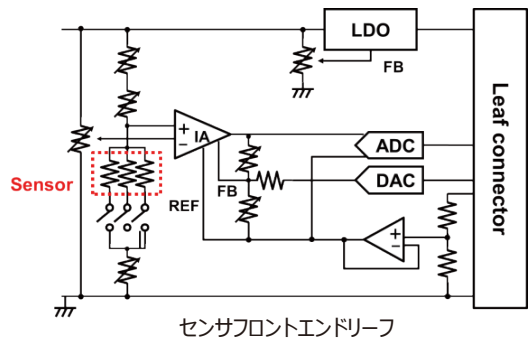 LDO
FB
Leaf connector
+
-
IA
ADC
Sensor
REF
FB
DAC
+
-
センサフロントエンドリーフ